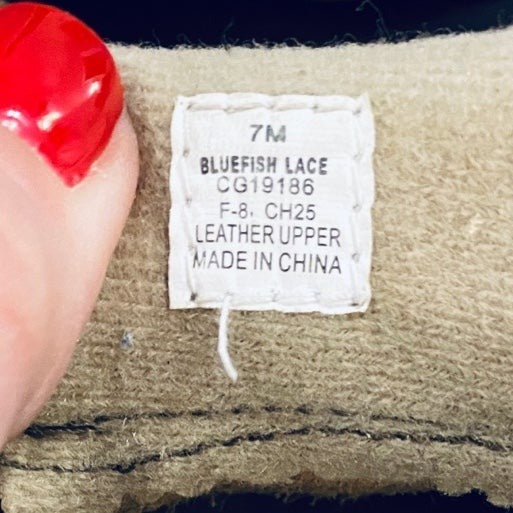 7M
BLUEFISH LACE
CG19186
F-8, CH25
LEATHER UPPER
MADE IN CHINA